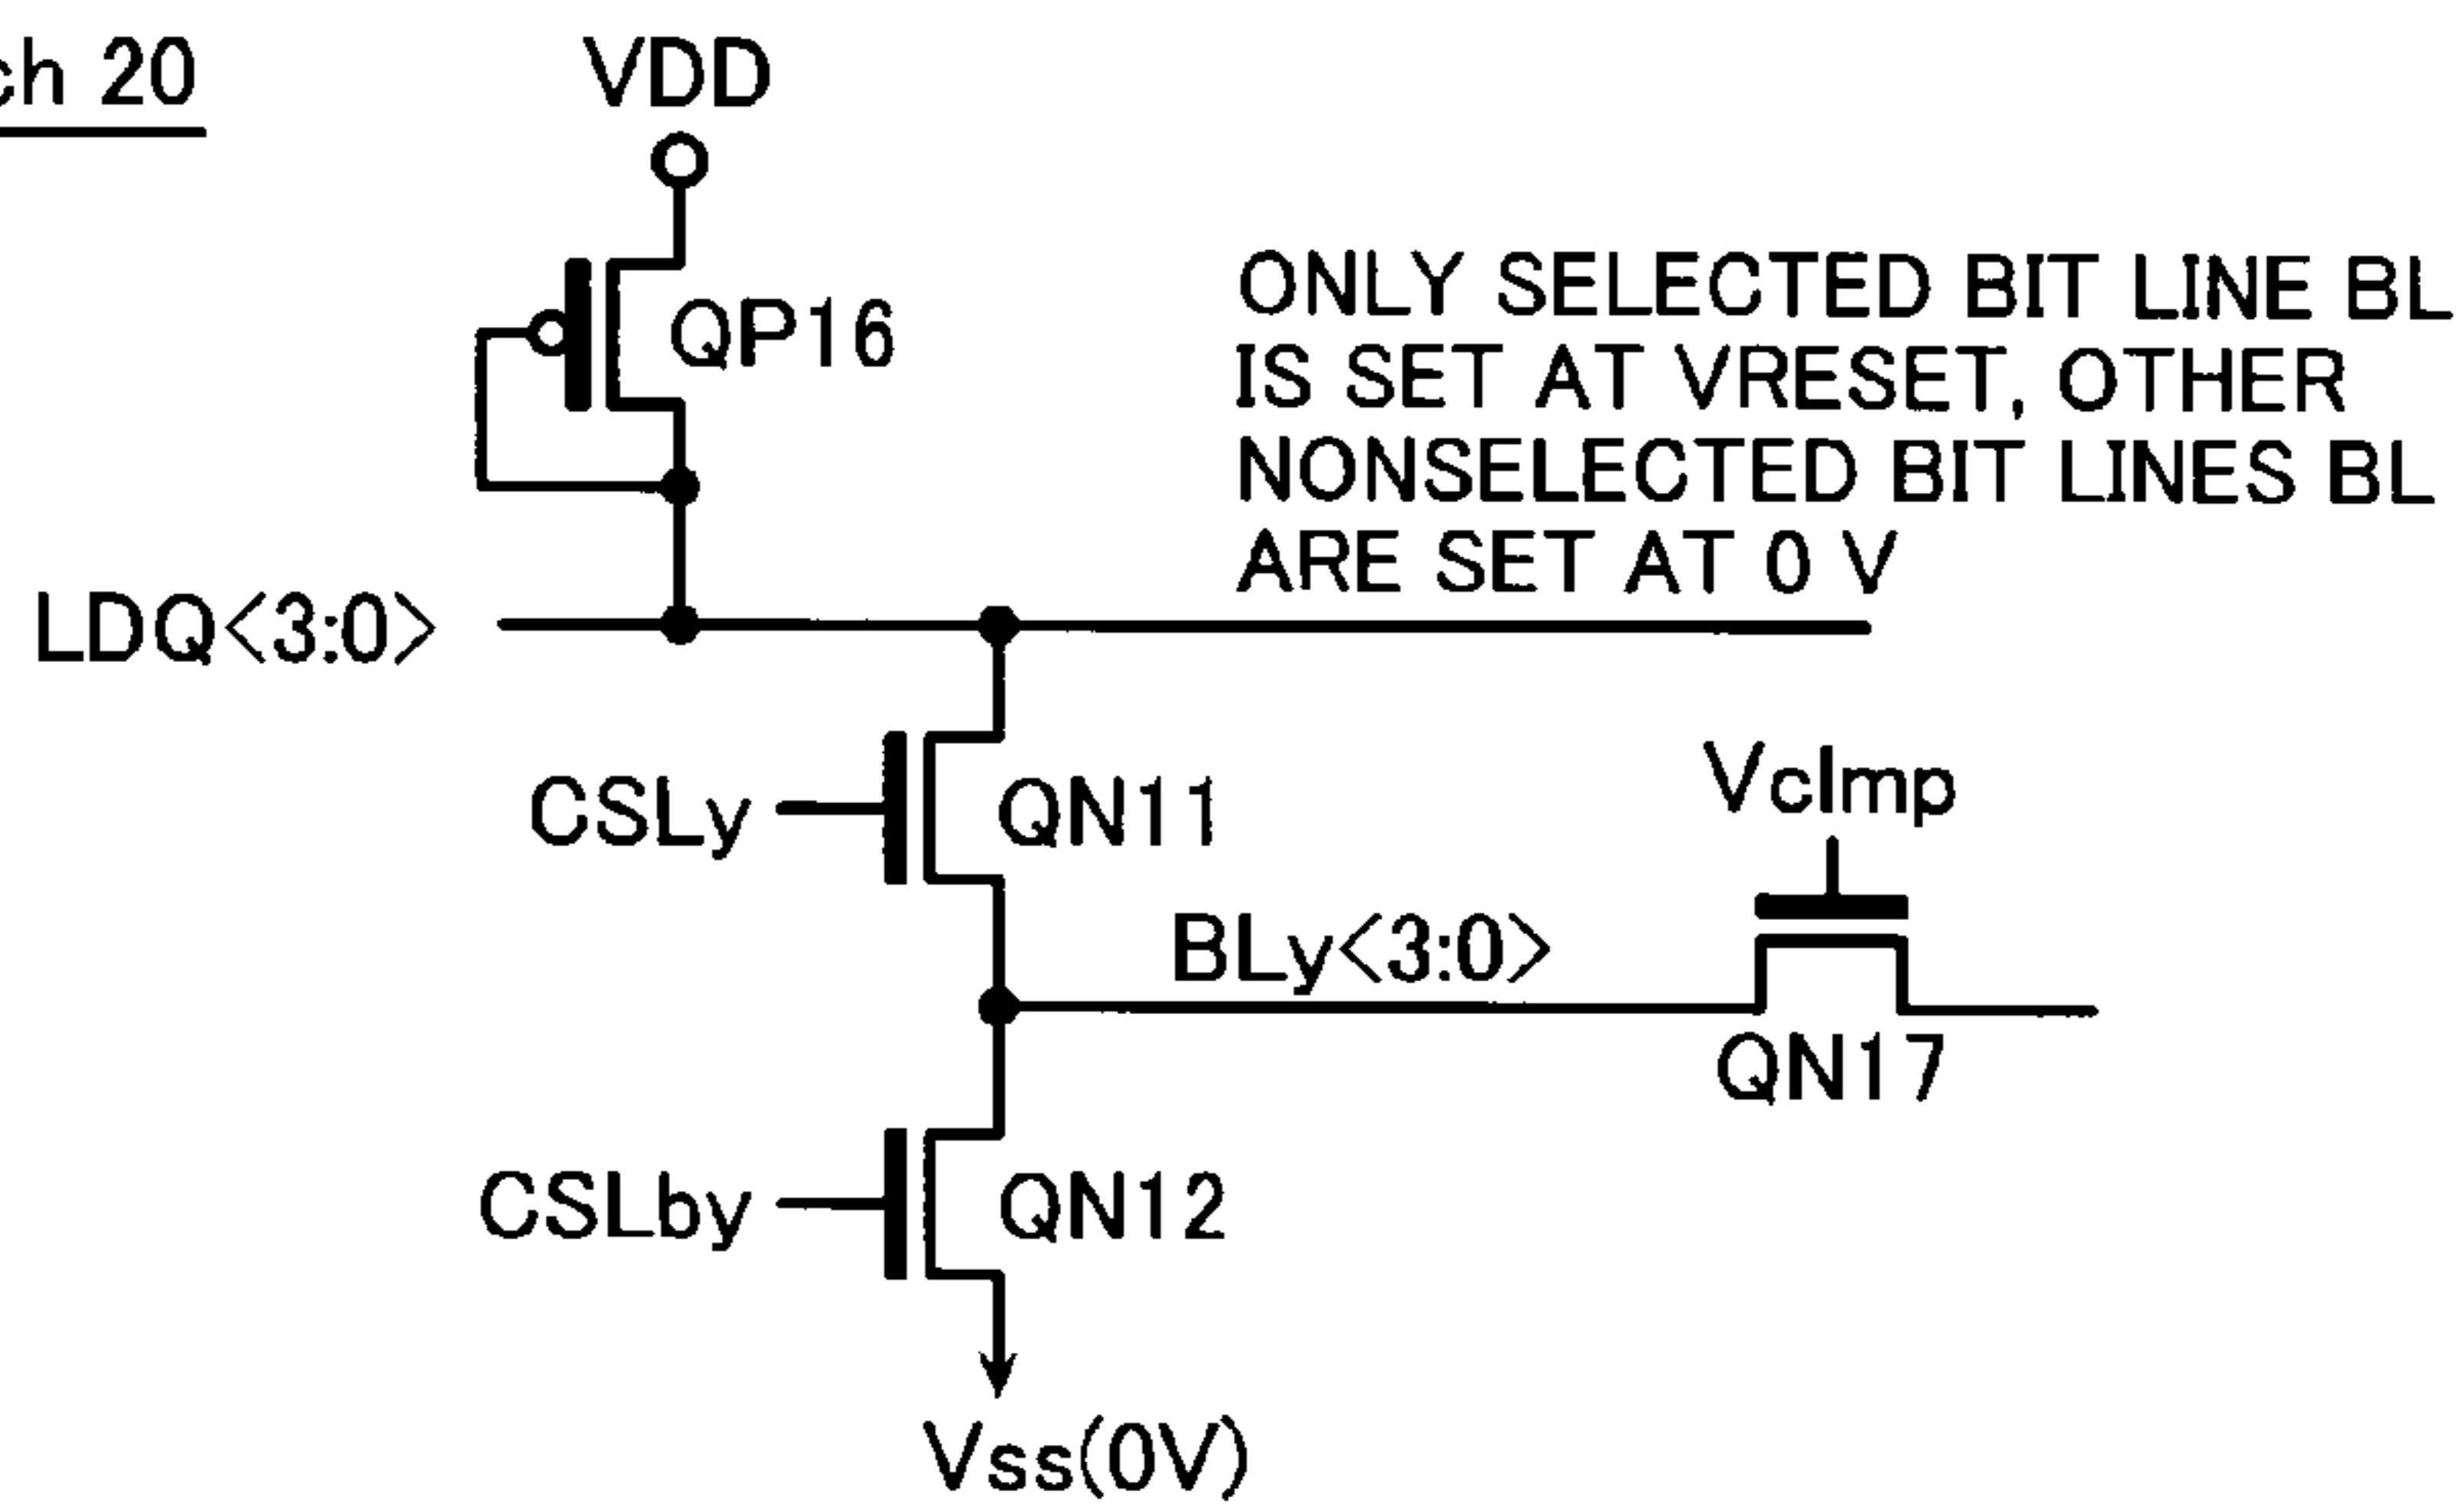 ch 20
VDD
QP16
ONLY SELECTED BIT LINE BL
IS SET AT VRESET, OTHER
NONSELECTED BIT LINES BL
ARE SET AT 0 V
LDQ<3:0>
CSLy
QN11
Vclmp
BLy<3:0>
QN17
CSLby
QN12
Vss(0V)